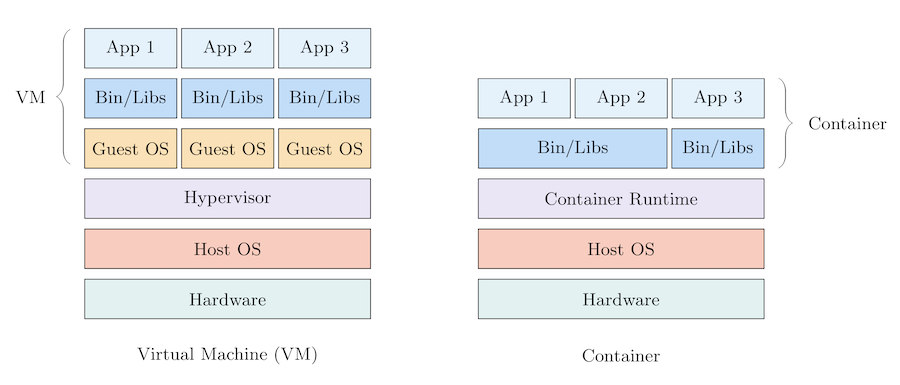 App 1 App 2 App 3
VM
Bin/Libs Bin/Libs Bin/Libs
Guest OS Guest OS Guest OS
Hypervisor
Host OS
Hardware
Virtual Machine (VM)
App 1 App 2 App 3
Container
Bin/Libs Bin/Libs
Container Runtime
Host OS
Hardware
Container